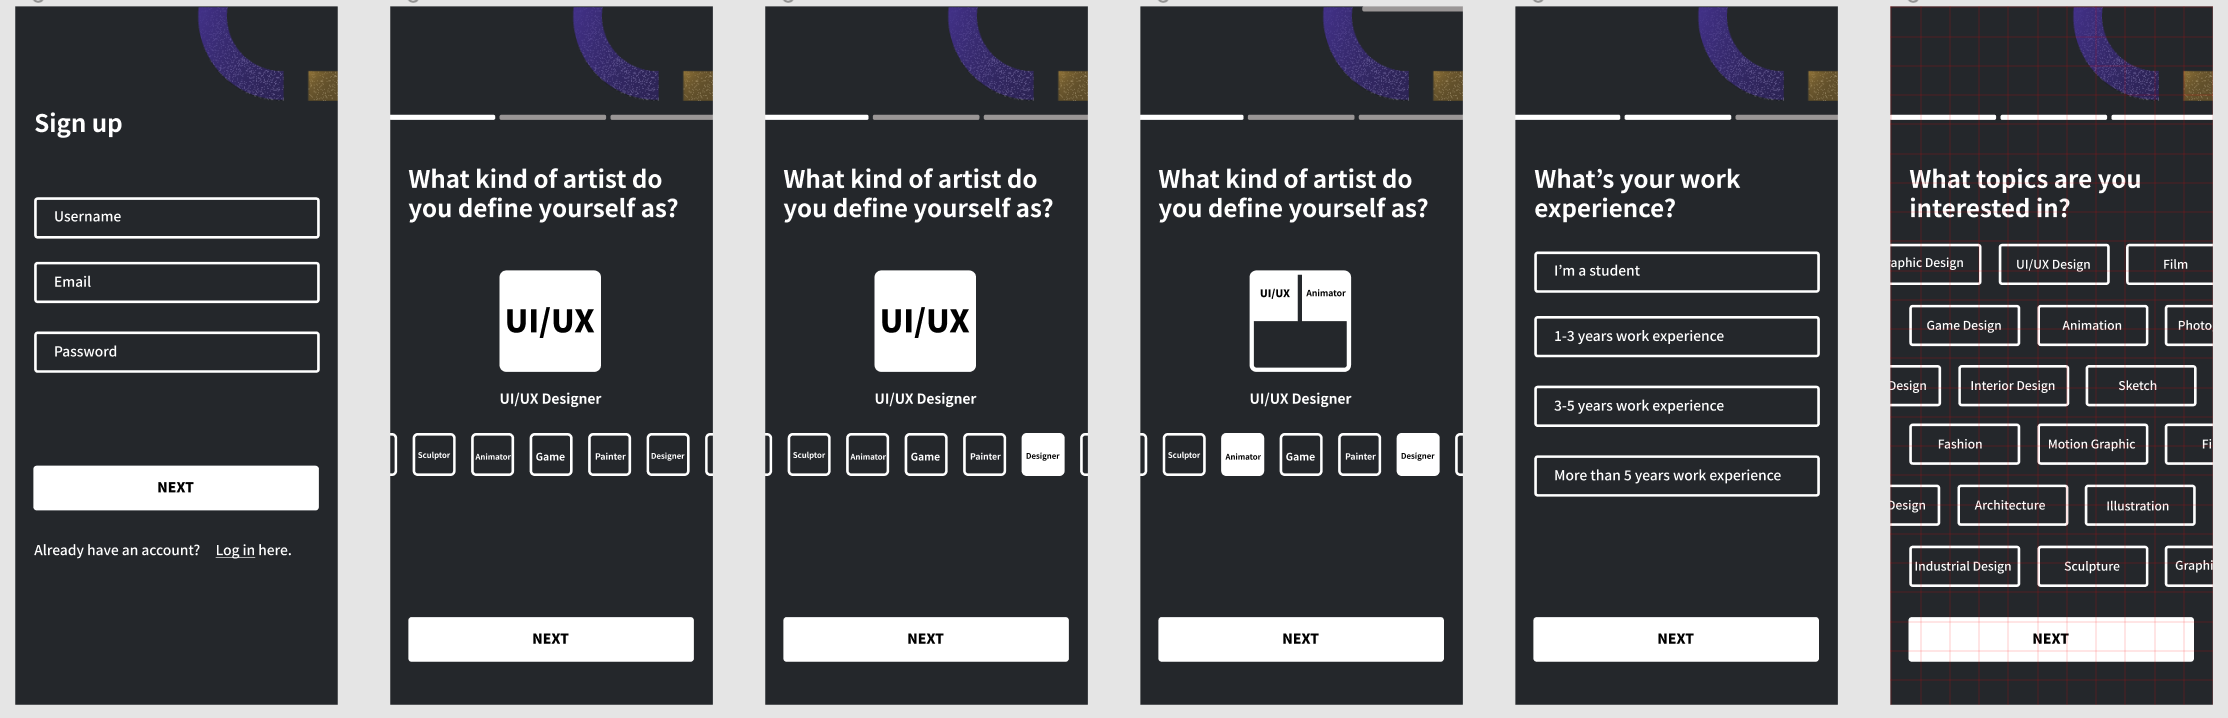 Sign up
Username
Email
Password
NEXT
Already have an account? Log in here.
What kind of artist do
you define yourself as?
UI/UX
UI/UX Designer
Sculptor
Animator
Game
Painter
Designer
NEXT
What kind of artist do
you define yourself as?
UI/UX
UI/UX Designer
Sculptor
Animator
Game
Painter
Designer
NEXT
What kind of artist do
you define yourself as?
UI/UX
Animator
UI/UX Designer
Sculptor
Animator
Game
Painter
Designer
NEXT
What’s your work
experience?
I’m a student
1-3 years work experience
3-5 years work experience
More than 5 years work experience
NEXT
What topics are you
interested in?
aphic Design
UI/UX Design
Film
Game Design
Animation
Photo
Design
Interior Design
Sketch
Fashion
Motion Graphic
Fi
Design
Architecture
Illustration
Industrial Design
Sculpture
Graphi
NEXT